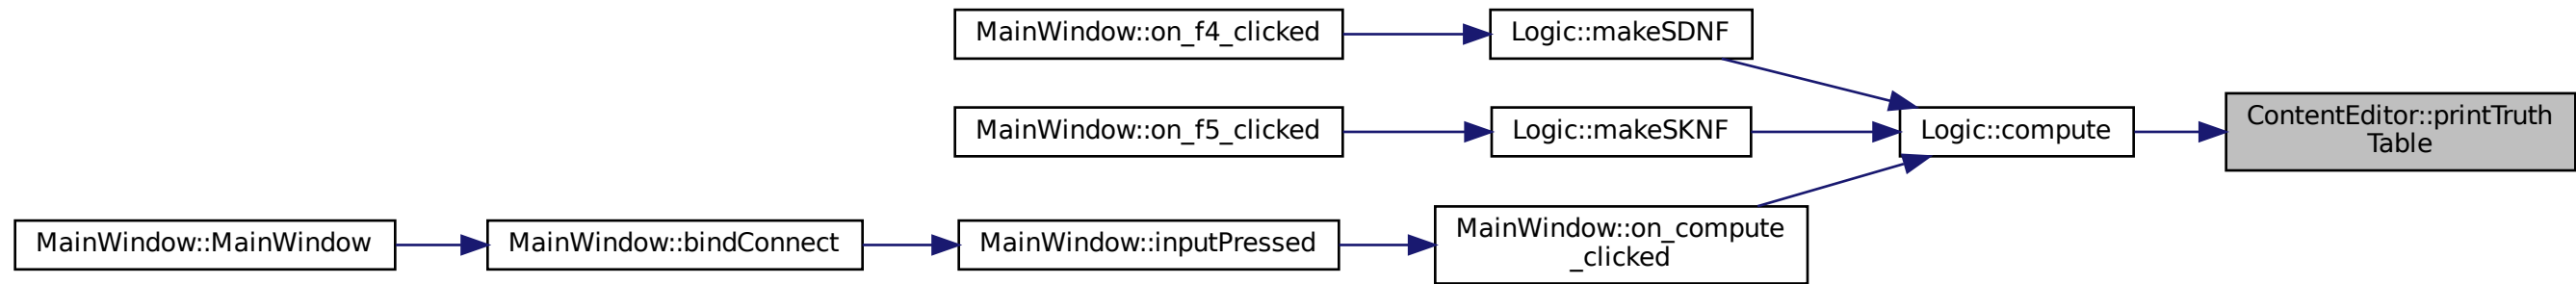 MainWindow::on_f4_clicked
Logic::makeSDNF
MainWindow::on_f5_clicked
Logic::makeSKNF
Logic::compute
ContentEditor::printTruth
Table
MainWindow::MainWindow
MainWindow::bindConnect
MainWindow::inputPressed
MainWindow::on_compute
_clicked